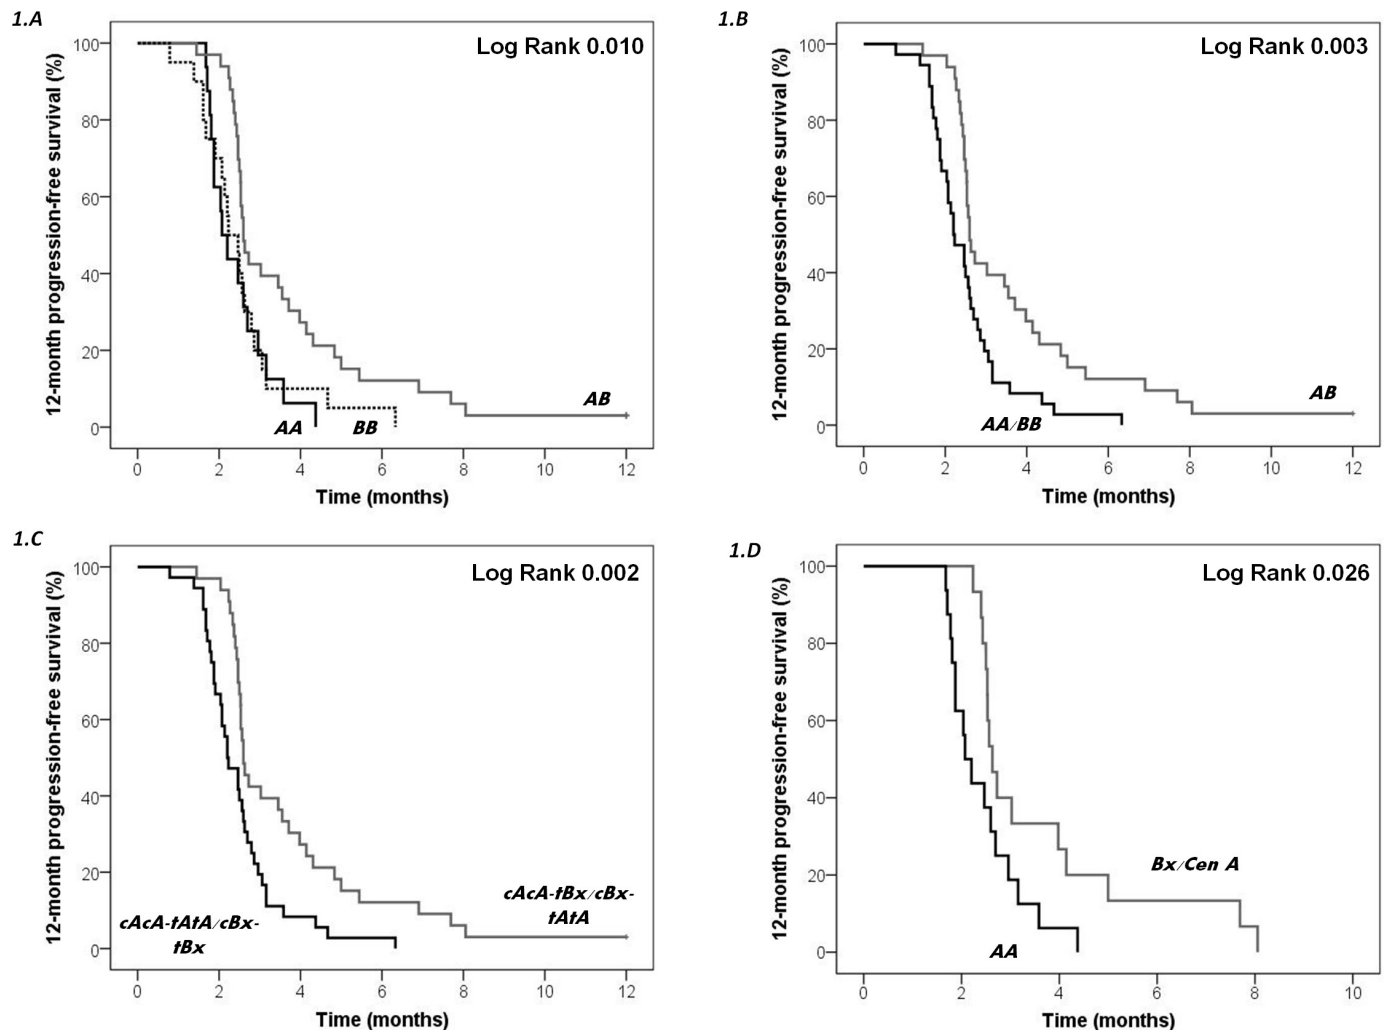 1.A
Log Rank 0.010
12-month progression-free survival (%)
100
80
60
40
20
0
AB
AA
BB
0 2 4 6 8 10 12
Time (months)
1.B
Log Rank 0.003
12-month progression-free survival (%)
100
80
60
40
20
0
AB
AA/BB
0 2 4 6 8 10 12
Time (months)
1.C
Log Rank 0.002
12-month progression-free survival (%)
100
80
60
40
20
0
cAcA-tBx/cBx-
tAtA
cAcA-tAtA/cBx-
tBx
0 2 4 6 8 10 12
Time (months)
1.D
Log Rank 0.026
12-month progression-free survival (%)
100
80
60
40
20
0
Bx/Cen A
AA
0 2 4 6 8 10
Time (months)